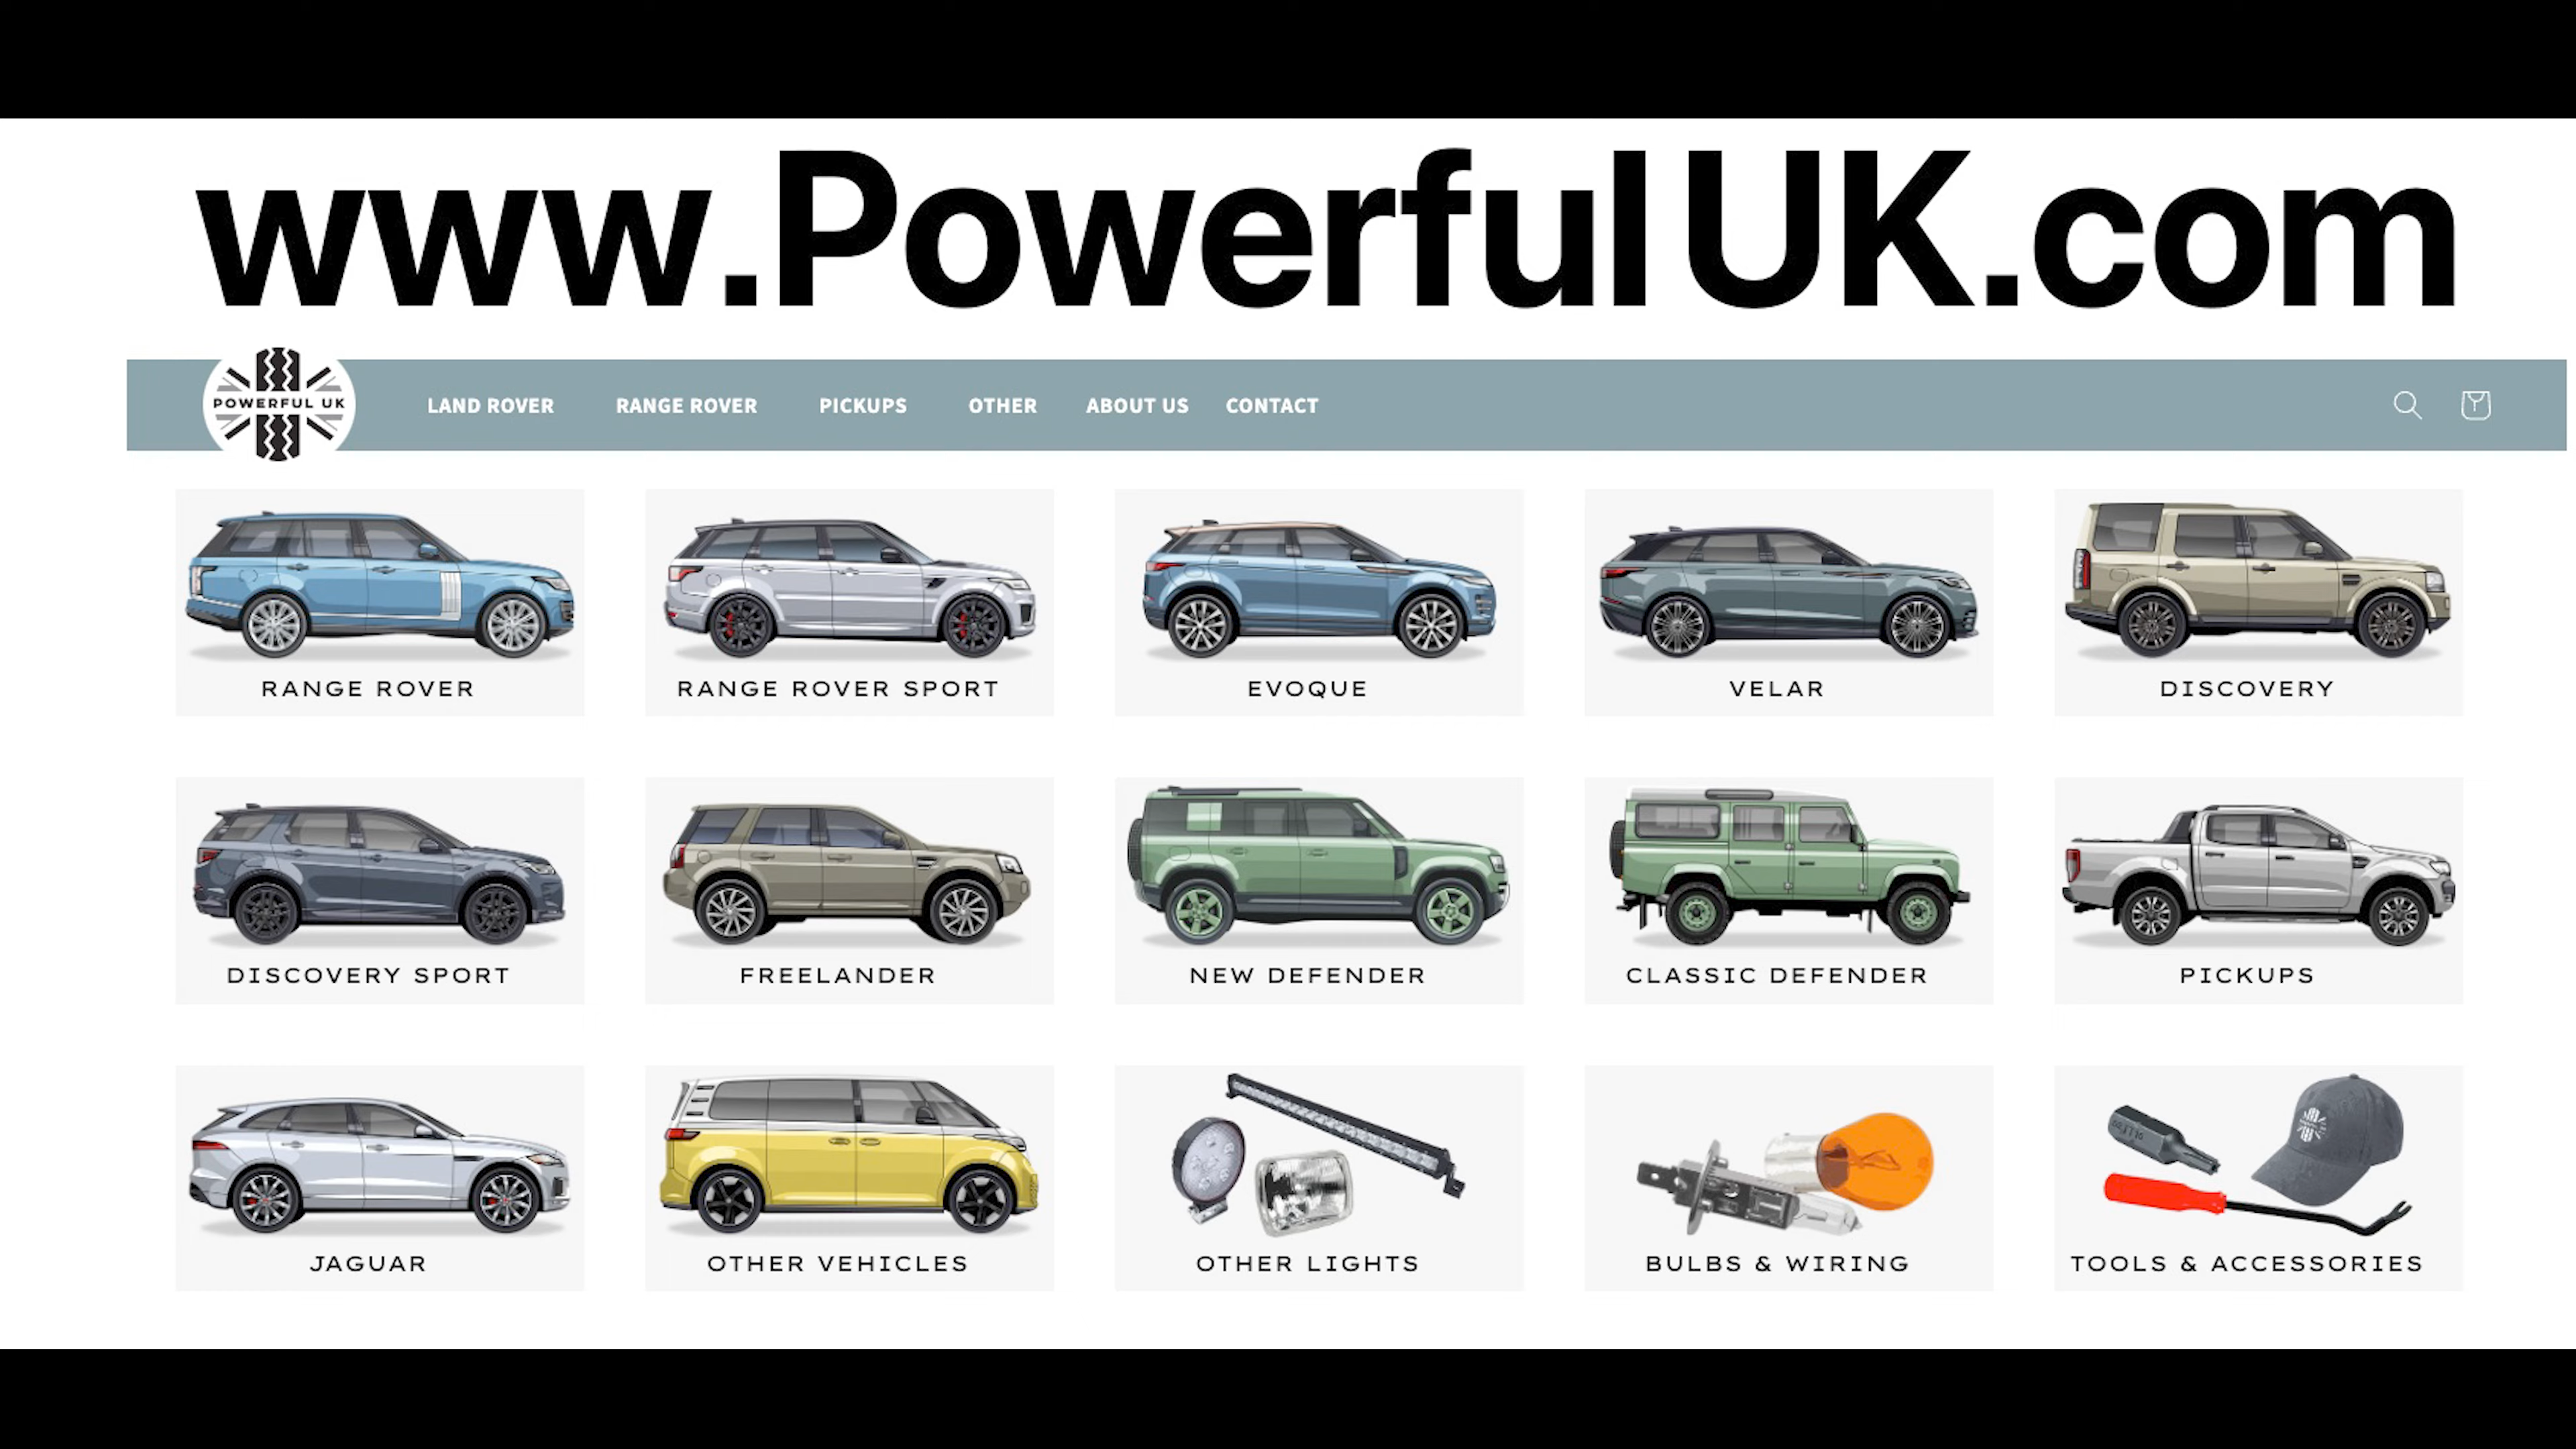 www.PowerfulUK.com
POWERFUL UK
LAND ROVER RANGE ROVER PICKUPS OTHER ABOUT US CONTACT
RANGE ROVER RANGE ROVER SPORT EVOQUE VELAR DISCOVERY
DISCOVERY SPORT FREELANDER NEW DEFENDER CLASSIC DEFENDER PICKUPS
JAGUAR OTHER VEHICLES OTHER LIGHTS BULBS & WIRING TOOLS & ACCESSORIES